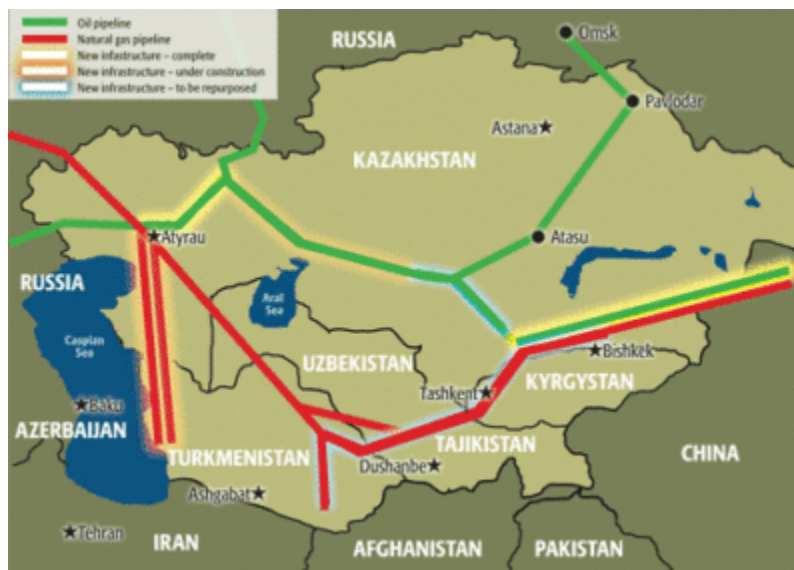 Oil pipeline
Natural gas pipeline
New infastructure – complete
New infrastructure – under construction
New infrastructure – to be repurposed
RUSSIA
Omsk
Pavlodar
Astana
KAZAKHSTAN
Atyrau
Atasu
RUSSIA
Aral
Sea
Caspian
Sea
UZBEKISTAN
Bishkek
KYRGYSTAN
Tashkent
Baku
AZERBAIJAN
TURKMENISTAN
TAJIKISTAN
CHINA
Dushanbe
Ashgabat
Tehran
IRAN
AFGHANISTAN
PAKISTAN